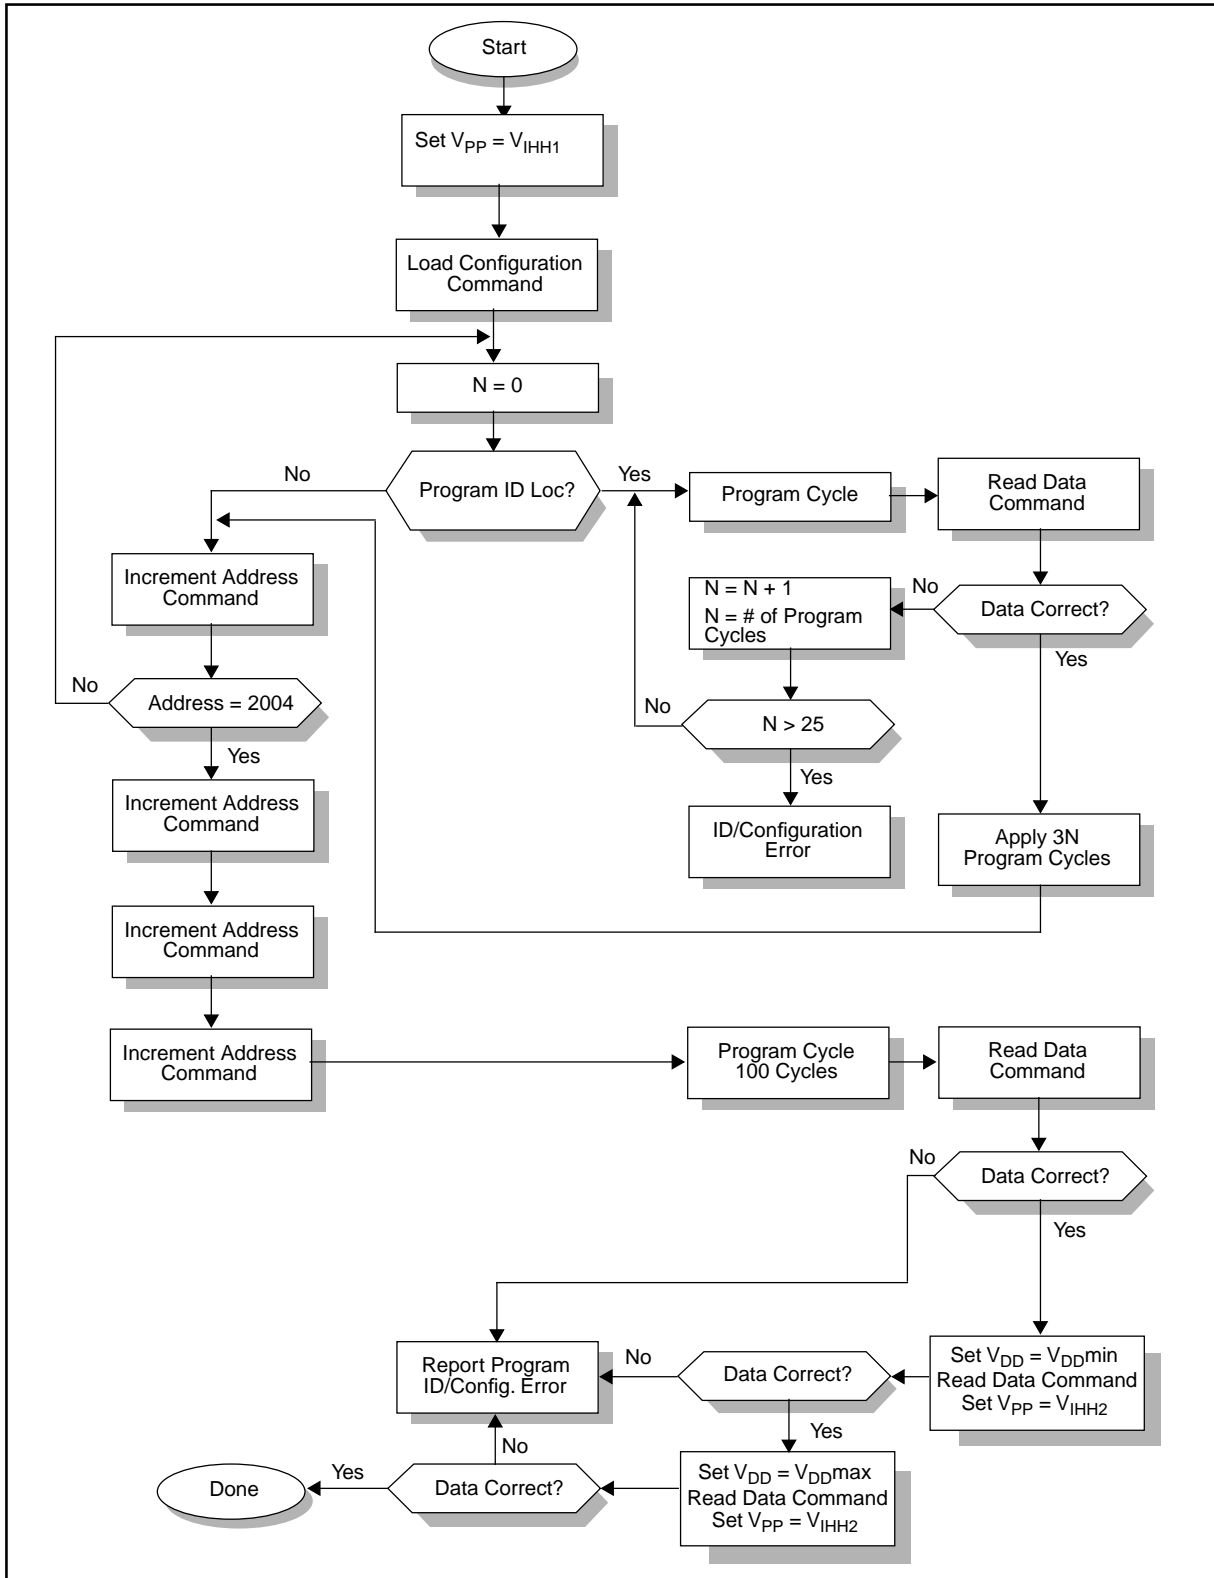 Start
Set VPP = VIHH1
Load Configuration
Command
N = 0
Program ID Loc?
No
Yes
Program Cycle
Read Data
Command
Increment Address
Command
N = N + 1
N = # of Program
Cycles
No
Data Correct?
Yes
No
Address = 2004
Yes
No
N > 25
Yes
Increment Address
Command
ID/Configuration
Error
Apply 3N
Program Cycles
Increment Address
Command
Increment Address
Command
Program Cycle
100 Cycles
Read Data
Command
No
Data Correct?
Yes
Report Program
ID/Config. Error
No
Data Correct?
Yes
Set VDD = VDDmin
Read Data Command
Set VPP = VIHH2
No
Done
Yes
Data Correct?
Set VDD = VDDmax
Read Data Command
Set VPP = VIHH2